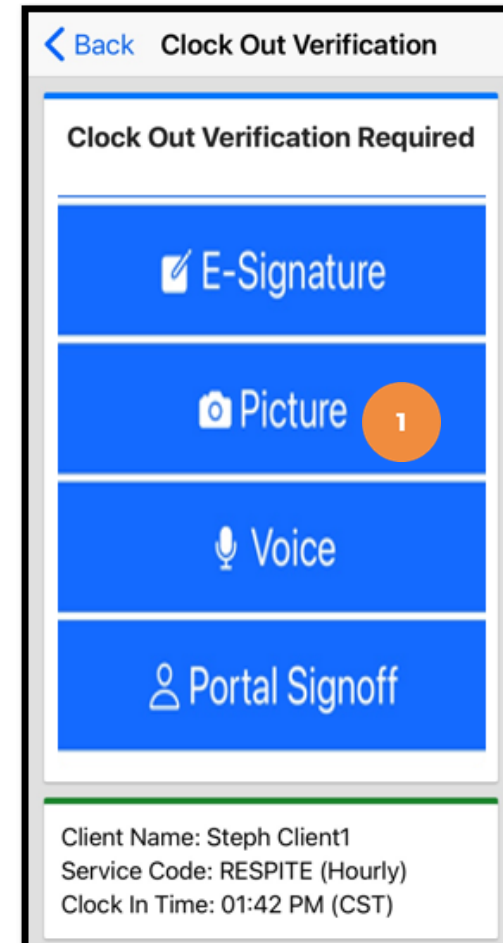 Back Clock Out Verification
Clock Out Verification Required
E-Signature
Picture 1
Voice
Portal Signoff
Client Name: Steph Client1
Service Code: RESPITE (Hourly)
Clock In Time: 01:42 PM (CST)